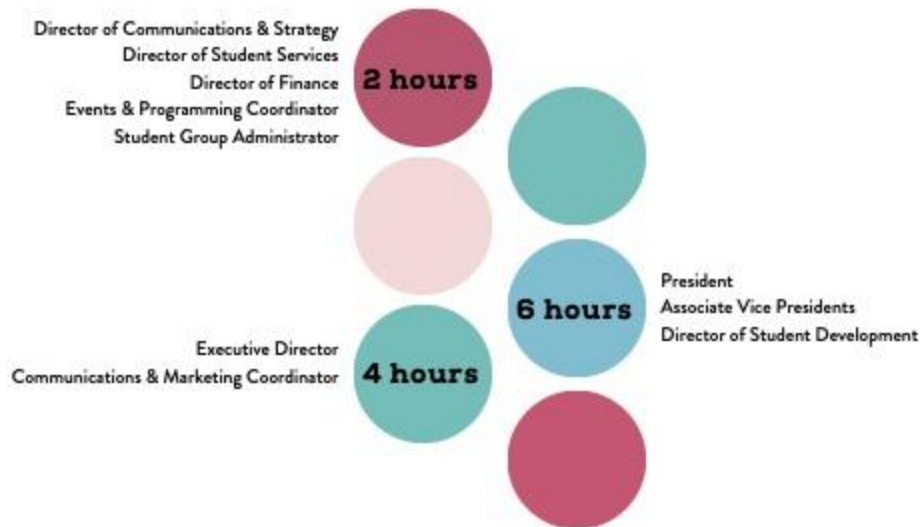 Director of Communications & Strategy
Director of Student Services
Director of Finance
Events & Programming Coordinator
Student Group Administrator
2 hours
President
Associate Vice Presidents
Director of Student Development
6 hours
Executive Director
Communications & Marketing Coordinator
4 hours